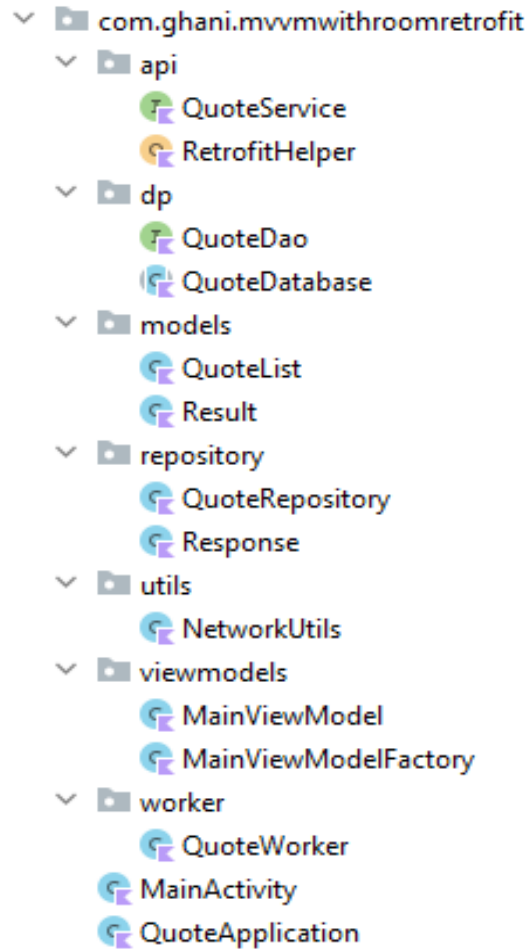 com.ghani.mvvmwithroomretrofit
api
QuoteService
RetrofitHelper
dp
QuoteDao
QuoteDatabase
models
QuoteList
Result
repository
QuoteRepository
Response
utils
NetworkUtils
viewmodels
MainViewModel
MainViewModelFactory
worker
QuoteWorker
MainActivity
QuoteApplication